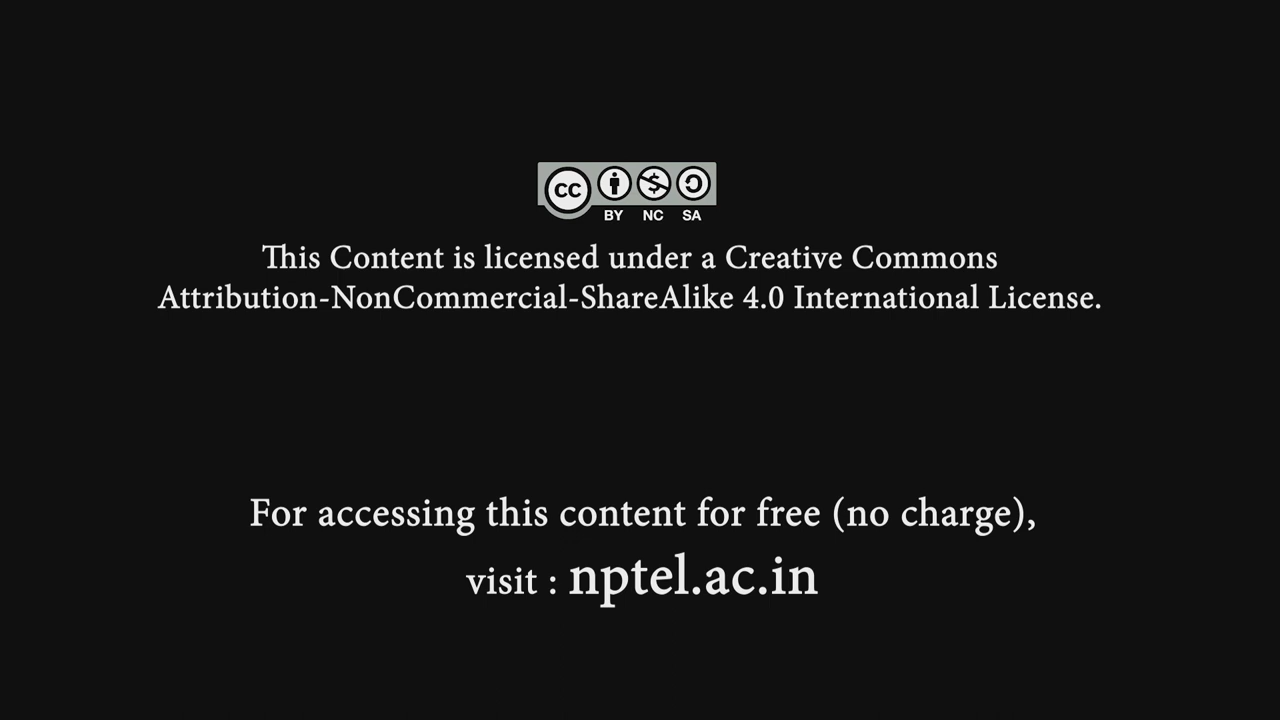 CC BY NC SA
This Content is licensed under a Creative Commons
Attribution-NonCommercial-ShareAlike 4.0 International License.
For accessing this content for free (no charge),
visit : nptel.ac.in